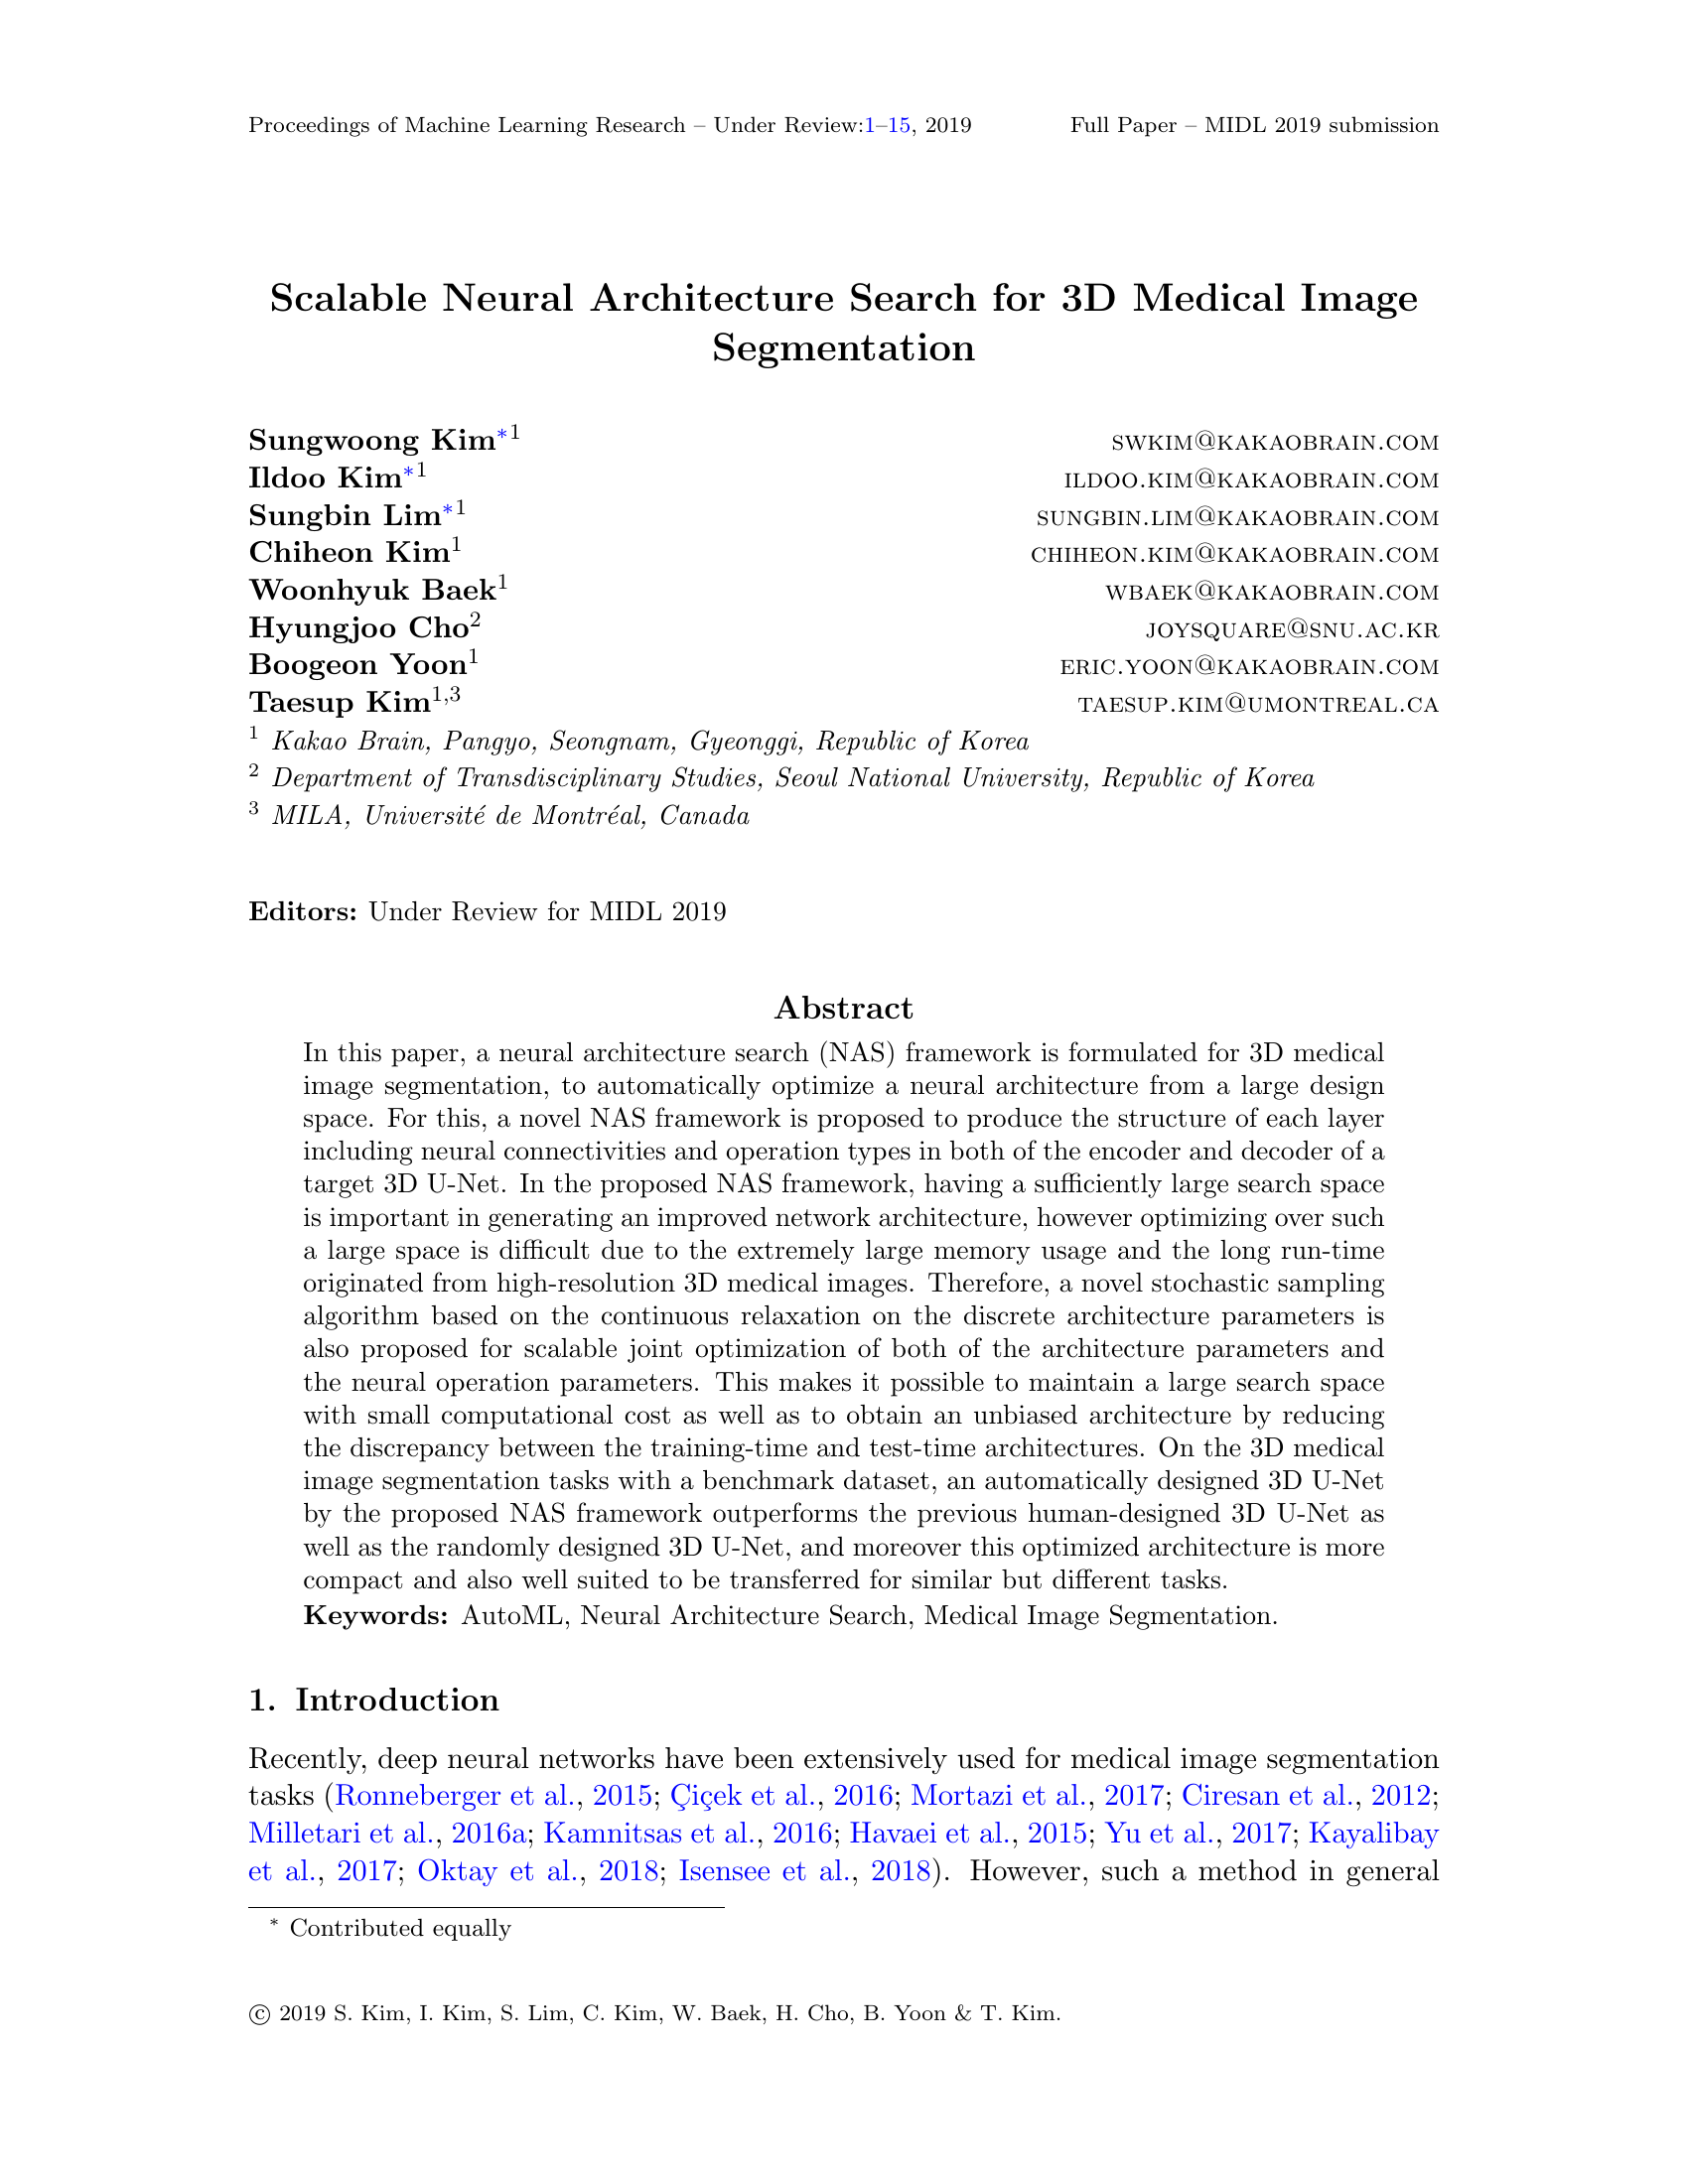 Proceedings of Machine Learning Research – Under Review:1–15, 2019 Full Paper – MIDL 2019 submission
Scalable Neural Architecture Search for 3D Medical Image
Segmentation
Sungwoong Kim*1 SWKIM@KAKAOBRAIN.COM
Ildoo Kim*1 ILDOO.KIM@KAKAOBRAIN.COM
Sungbin Lim*1 SUNGBIN.LIM@KAKAOBRAIN.COM
Chiheon Kim1 CHIHEON.KIM@KAKAOBRAIN.COM
Woonhyuk Baek1 WBAEK@KAKAOBRAIN.COM
Hyungjoo Cho2 JOYSQUARE@SNU.AC.KR
Boogeon Yoon1 ERIC.YOON@KAKAOBRAIN.COM
Taesup Kim1,3 TAESUP.KIM@UMONTREAL.CA
1 Kakao Brain, Pangyo, Seongnam, Gyeonggi, Republic of Korea
2 Department of Transdisciplinary Studies, Seoul National University, Republic of Korea
3 MILA, Université de Montréal, Canada
Editors: Under Review for MIDL 2019
Abstract
In this paper, a neural architecture search (NAS) framework is formulated for 3D medical
image segmentation, to automatically optimize a neural architecture from a large design
space. For this, a novel NAS framework is proposed to produce the structure of each layer
including neural connectivities and operation types in both of the encoder and decoder of a
target 3D U-Net. In the proposed NAS framework, having a sufficiently large search space
is important in generating an improved network architecture, however optimizing over such
a large space is difficult due to the extremely large memory usage and the long run-time
originated from high-resolution 3D medical images. Therefore, a novel stochastic sampling
algorithm based on the continuous relaxation on the discrete architecture parameters is
also proposed for scalable joint optimization of both of the architecture parameters and
the neural operation parameters. This makes it possible to maintain a large search space
with small computational cost as well as to obtain an unbiased architecture by reducing
the discrepancy between the training-time and test-time architectures. On the 3D medical
image segmentation tasks with a benchmark dataset, an automatically designed 3D U-Net
by the proposed NAS framework outperforms the previous human-designed 3D U-Net as
well as the randomly designed 3D U-Net, and moreover this optimized architecture is more
compact and also well suited to be transferred for similar but different tasks.
Keywords: AutoML, Neural Architecture Search, Medical Image Segmentation.
1. Introduction
Recently, deep neural networks have been extensively used for medical image segmentation
tasks (Ronneberger et al., 2015; Çiçek et al., 2016; Mortazi et al., 2017; Ciresan et al., 2012;
Milletari et al., 2016a; Kamnitsas et al., 2016; Havaei et al., 2015; Yu et al., 2017; Kayalibay
et al., 2017; Oktay et al., 2018; Isensee et al., 2018). However, such a method in general
* Contributed equally
© 2019 S. Kim, I. Kim, S. Lim, C. Kim, W. Baek, H. Cho, B. Yoon & T. Kim.